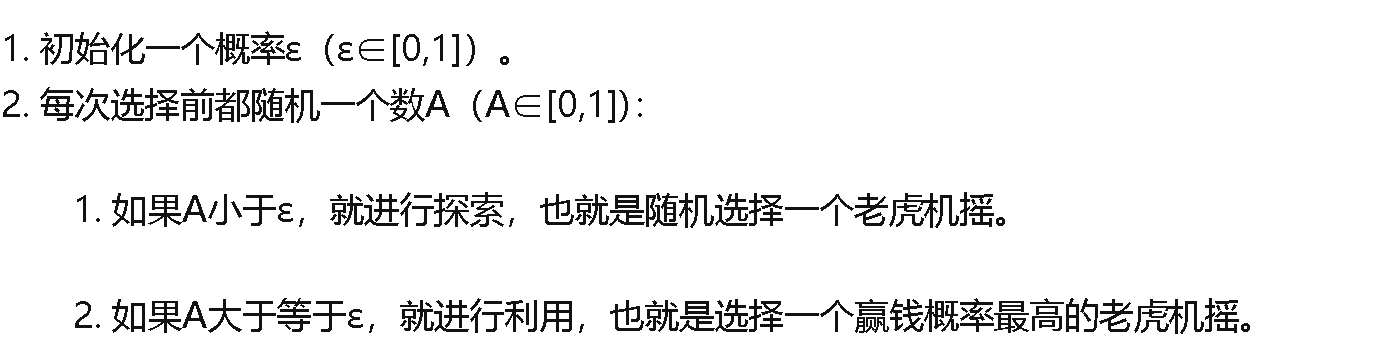 1. 初始化一个概率ε（ε∈[0,1]）。
2. 每次选择前都随机一个数A（A∈[0,1]）：
1. 如果A小于ε，就进行探索，也就是随机选择一个老虎机摇。
2. 如果A大于等于ε，就进行利用，也就是选择一个赢钱概率最高的老虎机摇。